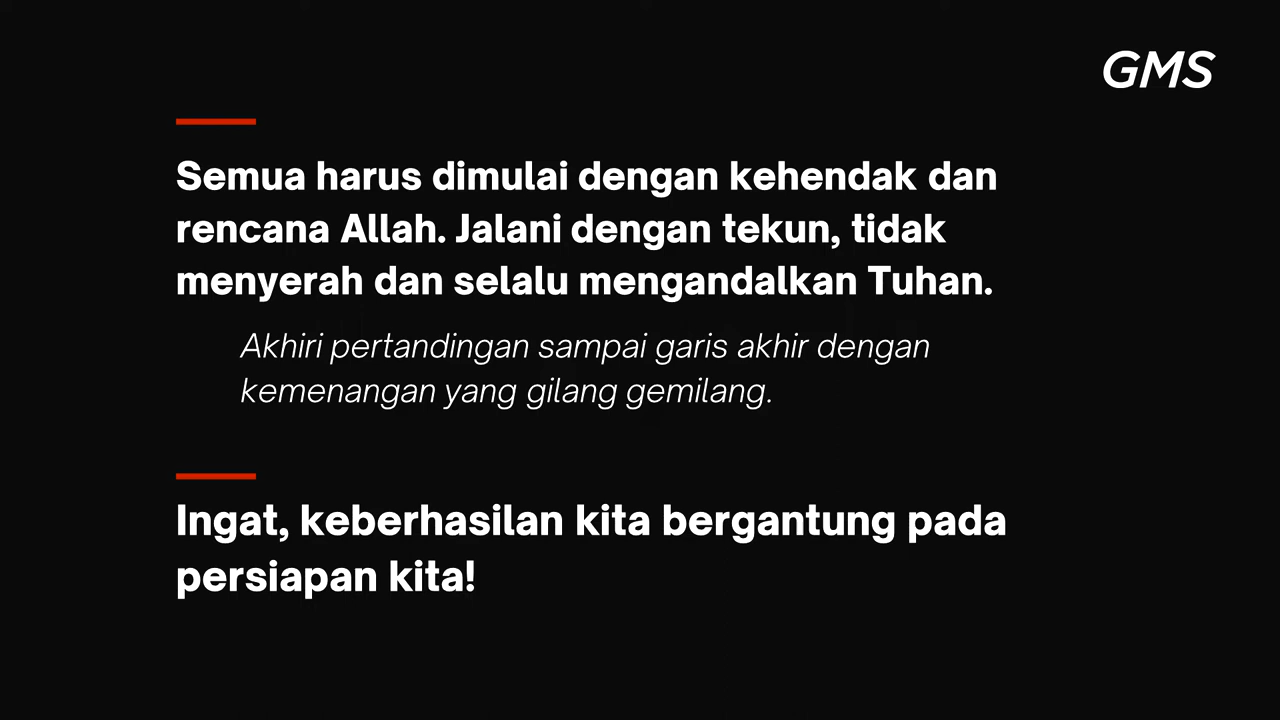 GMS
Semua harus dimulai dengan kehendak dan
rencana Allah. Jalani dengan tekun, tidak
menyerah dan selalu mengandalkan Tuhan.
Akhiri pertandingan sampai garis akhir dengan
kemenangan yang gilang gemilang.
Ingat, keberhasilan kita bergantung pada
persiapan kita!